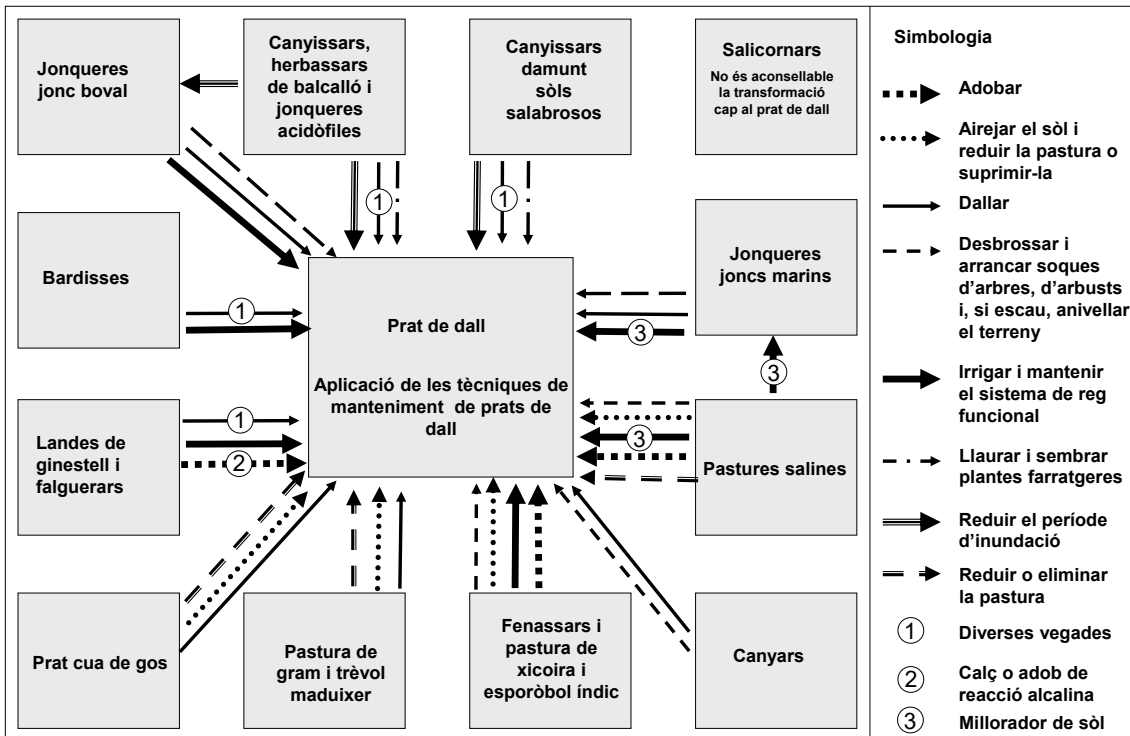 Jonqueres
jonc boval
Canyissars,
herbassars
de balcalló i
jonqueres
acidòfiles
Canyissars
damunt
sòls
salabrosos
Salicornars
No és aconsellable
la transformació
cap al prat de dall
1
1
Bardisses
1
Prat de dall
Aplicació de les tècniques de
manteniment de prats de
dall
Jonqueres
joncs marins
3
3
Landes de
ginestell i
falguerars
1
2
3
Pastures salines
Prat cua de gos
Pastura de
gram i trèvol
maduixer
Fenassars i
pastura de
xicoira i
esporòbol índic
Canyars
Simbologia
Adobar
Airejar el sòl i
reduir la pastura o
suprimir-la
Dallar
Desbrossar i
arrancar soques
d'arbres, d'arbusts
i, si escau, anivellar
el terreny
Irrigar i mantenir
el sistema de reg
funcional
Llaurar i sembrar
plantes farratgeres
Reduir el període
d'inundació
Reduir o eliminar
la pastura
1 Diverses vegades
2 Calç o adob de
reacció alcalina
3 Millorador de sòl